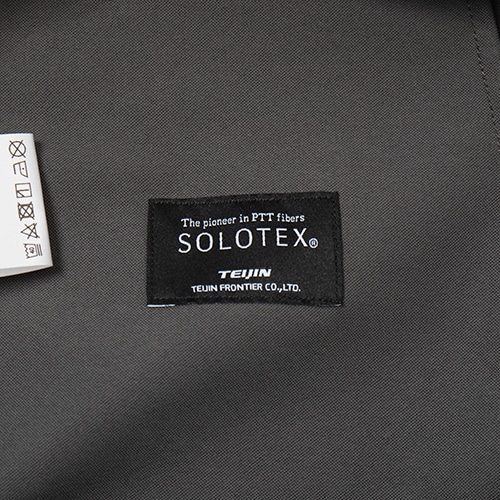 The pioneer in PTT fibers
SOLOTEX®
TEIJIN
TEIJIN FRONTIER CO.,LTD.